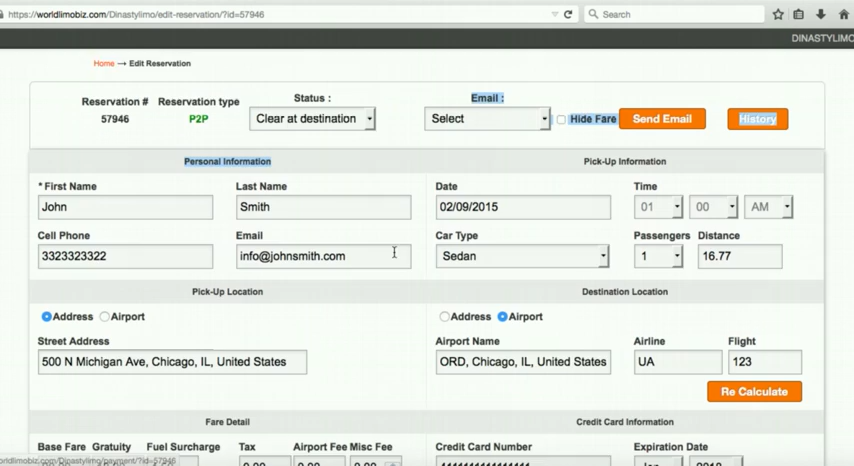 https://worldlimobiz.com/Dinastylimo/edit-reservation/?id=57946
Search
DINASTYLIMO
Home → Edit Reservation
Reservation # Reservation type Status : Email :
57946 P2P Clear at destination Select Hide Fare Send Email History
Personal Information Pick-Up Information
* First Name Last Name Date Time
John Smith 02/09/2015 01 00 AM
Cell Phone Email Car Type Passengers Distance
3323323322 info@johnsmith.com Sedan 1 16.77
Pick-Up Location Destination Location
Address Airport Address Airport
Street Address Airport Name Airline Flight
500 N Michigan Ave, Chicago, IL, United States ORD, Chicago, IL, United States UA 123
Re Calculate
Fare Detail Credit Card Information
Base Fare Gratuity Fuel Surcharge Tax Airport Fee Misc Fee Credit Card Number Expiration Date
orldlimobiz.com/Dinastylimo/payment/?id=57946